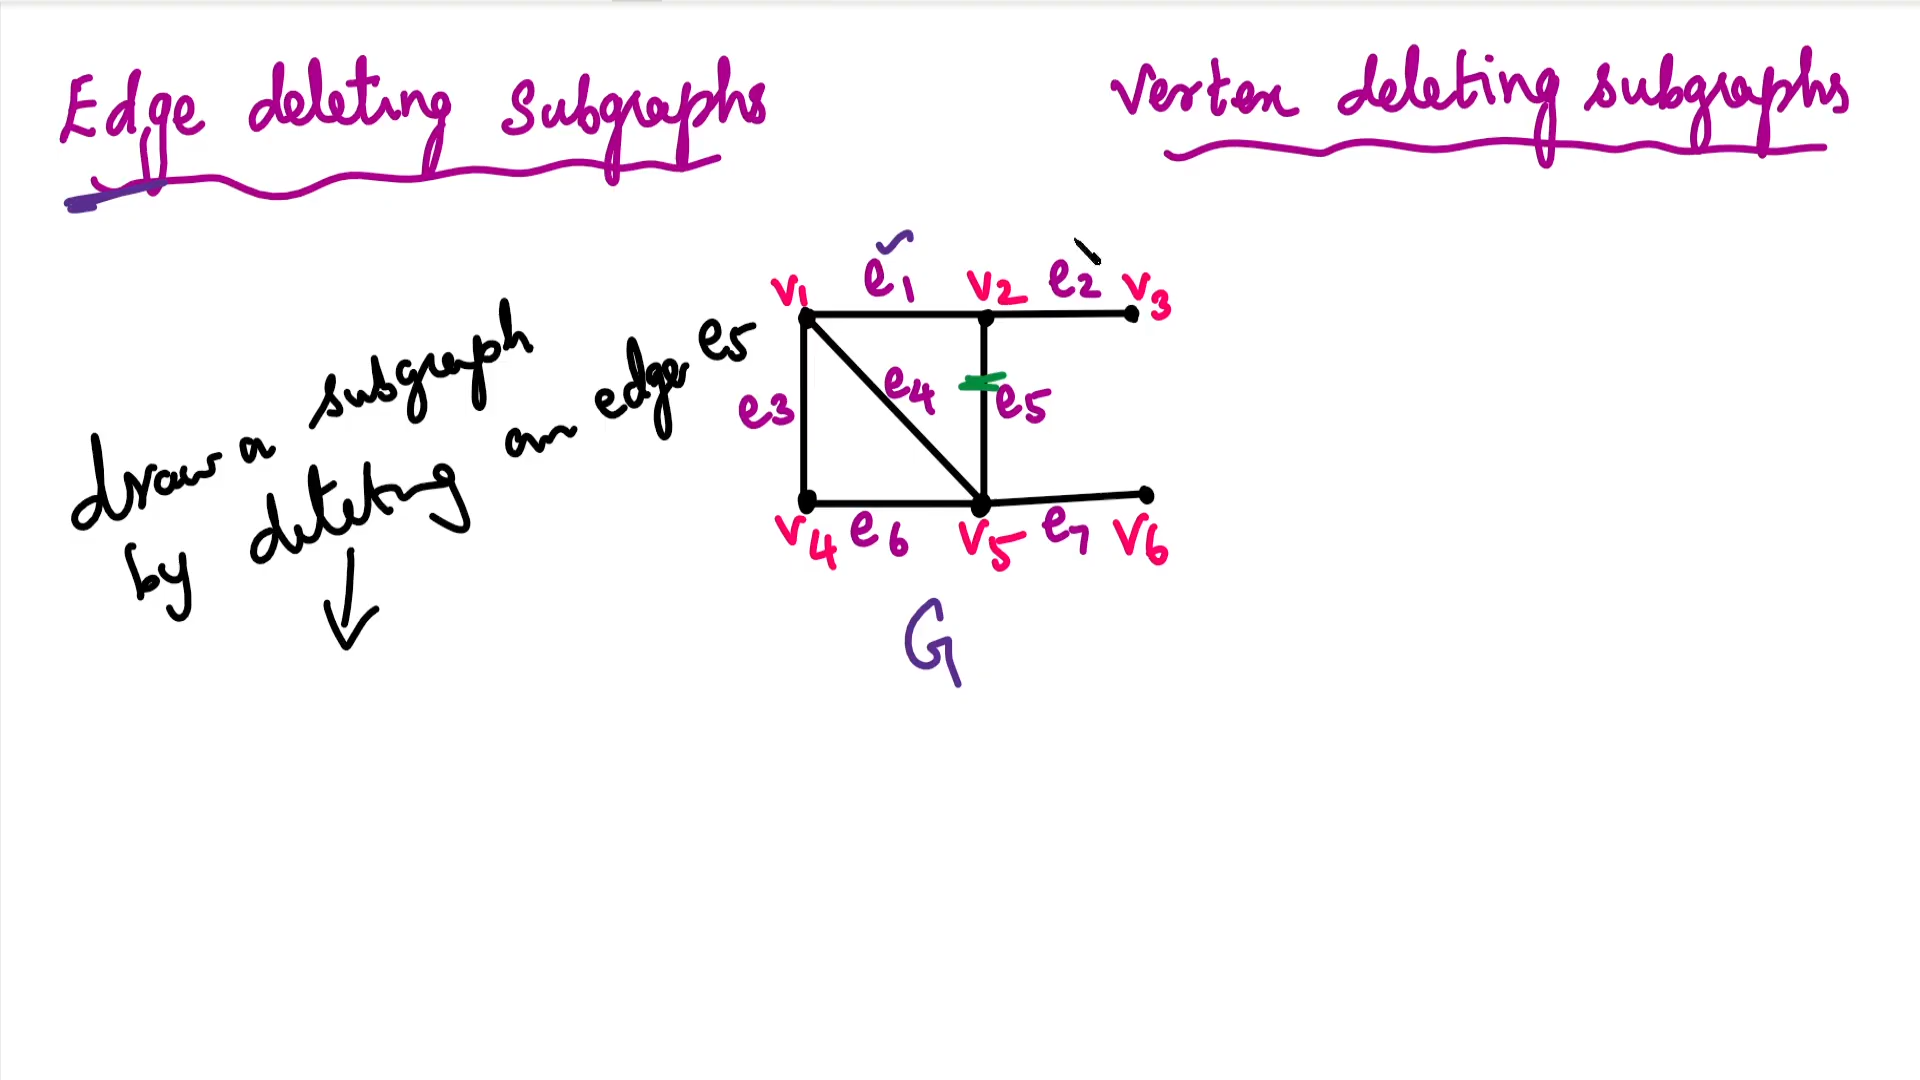 Edge deleting Subgraphs
Vertex deleting subgraphs
v1 e1 v2 e2 v3
draw a subgraph
by deleting an edge e5
e3 e4 e5
v4 e6 v5 e7 v6
G